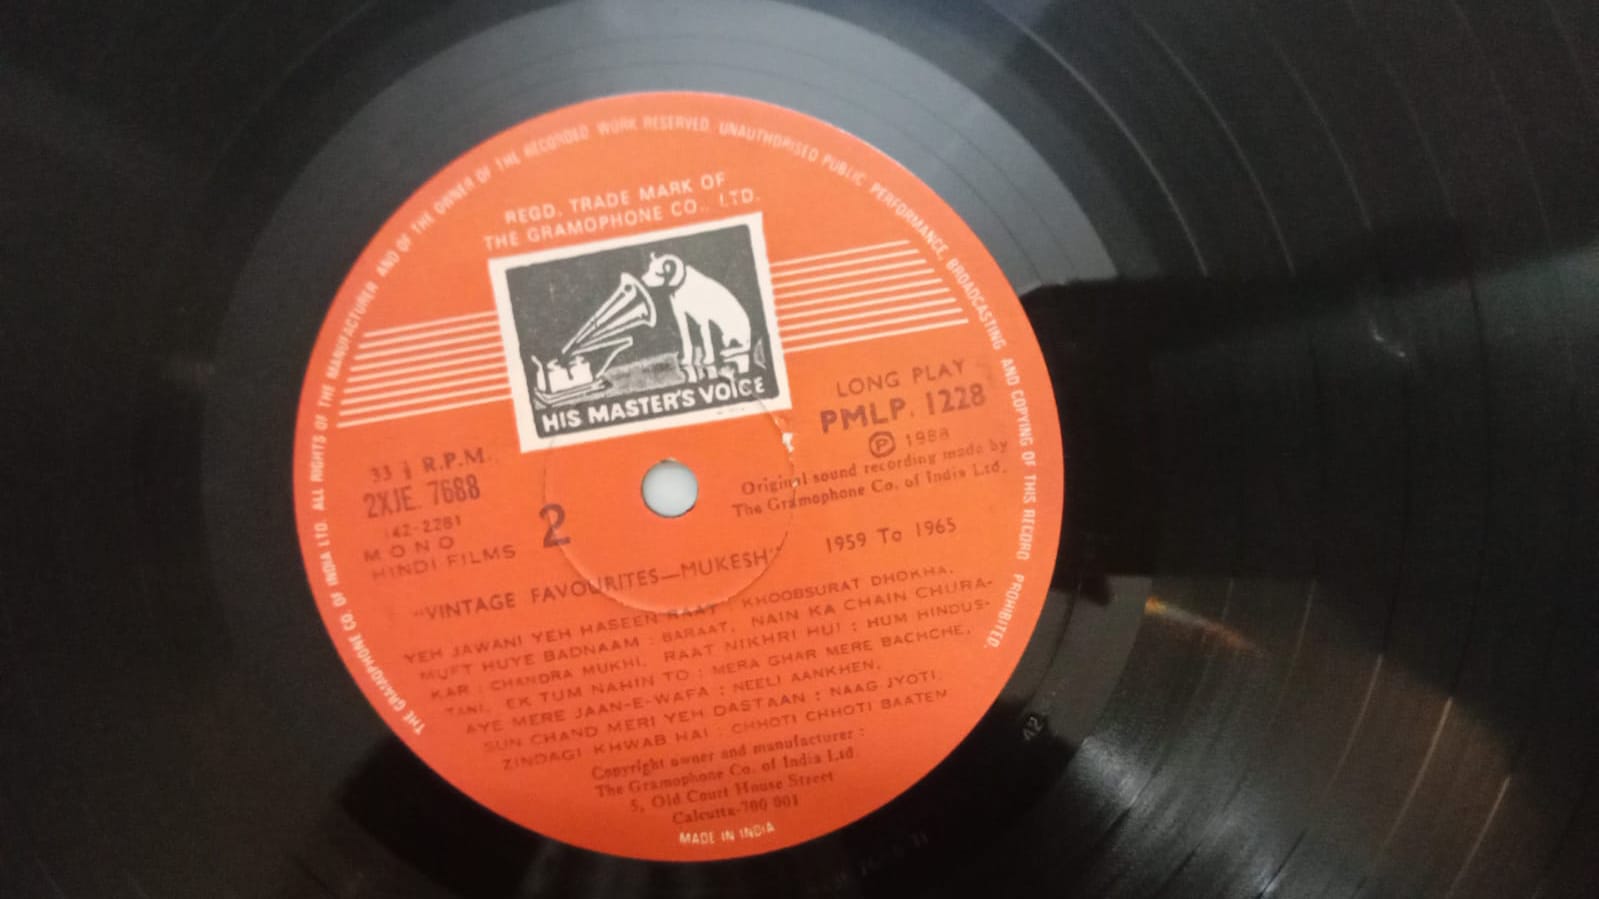 THE GRAMOPHONE CO. OF INDIA LTD. ALL RIGHTS OF THE MANUFACTURER AND OF THE OWNER OF THE RECORDED WORK RESERVED. UNAUTHORISED PUBLIC PERFORMANCE, BROADCASTING AND COPYING OF THIS RECORD PROHIBITED.
REGD. TRADE MARK OF
THE GRAMOPHONE CO., LTD.
HIS MASTER'S VOICE
LONG PLAY
PMLP. 1228
Ⓟ 1988
Original sound recording made by
The Gramophone Co. of India Ltd.
33 ⅓ R.P.M.
2XJE. 7688
142-2281
MONO
HINDI FILMS
2
1959 To 1965
"VINTAGE FAVOURITES—MUKESH"
YEH JAWANI YEH HASEEN RAAT : KHOOBSURAT DHOKHA,
MUFT HUYE BADNAAM : BARAAT, NAIN KA CHAIN CHURA-
KAR : CHANDRA MUKHI, RAAT NIKHRI HUI : HUM HINDUS-
TANI, EK TUM NAHIN TO : MERA GHAR MERE BACHCHE,
AYE MERE JAAN-E-WAFA : NEELI AANKHEN,
SUN CHAND MERI YEH DASTAAN : NAAG JYOTI,
ZINDAGI KHWAB HAI : CHHOTI CHHOTI BAATEN
Copyright owner and manufacturer :
The Gramophone Co. of India Ltd.
5, Old Court House Street
Calcutta-700 001
MADE IN INDIA